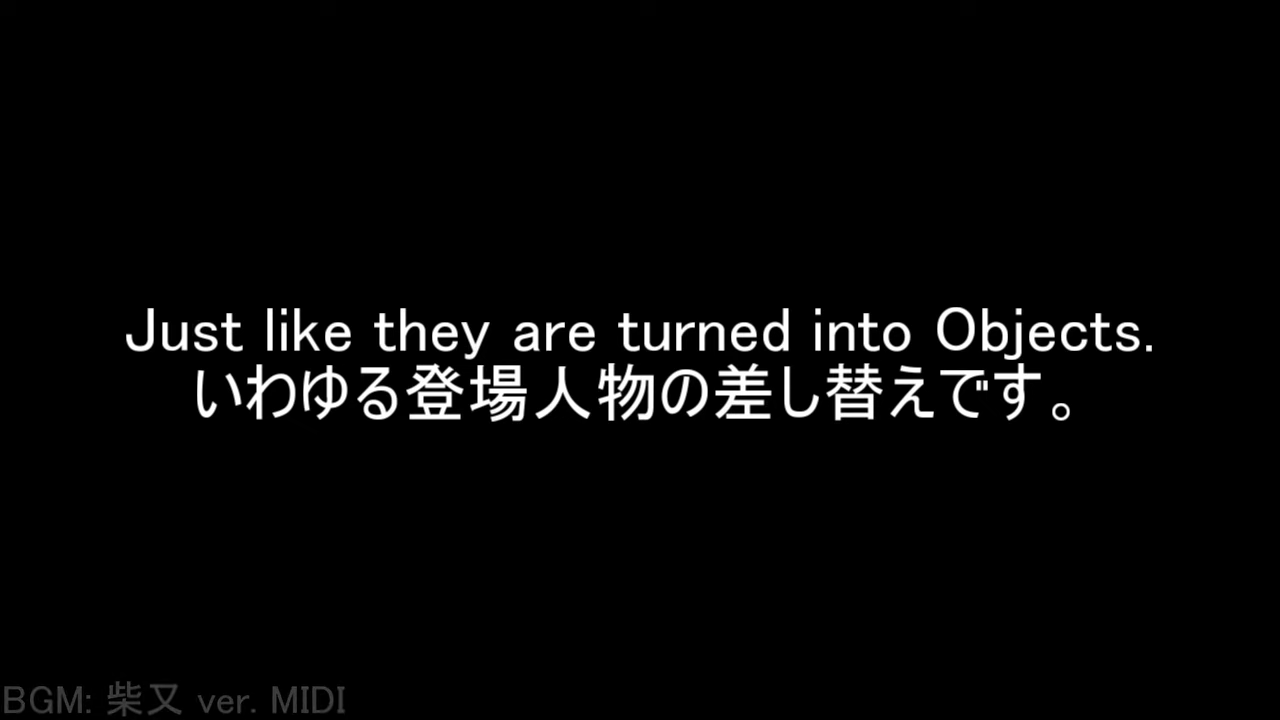 Just like they are turned into Objects.
いわゆる登場人物の差し替えです。
BGM: 柴又 ver. MIDI